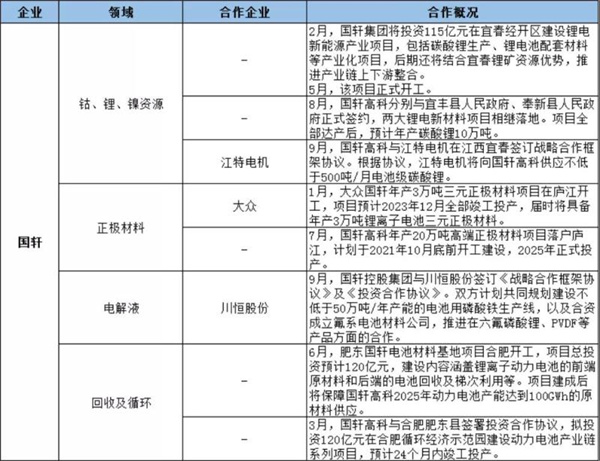 企业 领域 合作企业 合作概况
国轩
钴、锂、镍资源
-
2月，国轩集团将投资115亿元在宜春经开区建设锂电
新能源产业项目，包括碳酸锂生产、锂电池配套材料
等产业化项目，后期还将结合宜春锂矿资源优势，推
进产业链上下游整合。
5月，该项目正式开工。
-
8月，国轩高科分别与宜丰县人民政府、奉新县人民政
府正式签约，两大锂电新材料项目相继落地。项目全
部达产后，预计年产碳酸锂10万吨。
江特电机
9月，国轩高科与江特电机在江西宜春签订战略合作框
架协议。根据协议，江特电机将向国轩高科供应不低
于500吨/月电池级碳酸锂。
正极材料
大众
1月，大众国轩年产3万吨三元正极材料项目在庐江开
工，项目预计2023年12月全部竣工投产，届时将具备
年产3万吨锂离子电池三元正极材料。
-
7月，国轩高科年产20万吨高端正极材料项目落户庐
江，计划于2021年10月底前开工建设，2025年正式投
产。
电解液
川恒股份
9月，国轩控股集团与川恒股份签订《战略合作框架协
议》及《投资合作协议》。双方计划共同规划建设不
低于50万吨/年产能的电池用磷酸铁生产线，以及合资
成立氟系电池材料公司，推进在六氟磷酸锂、PVDF等
产品方面的合作。
回收及循环
-
6月，肥东国轩电池材料基地项目合肥开工，项目总投
资预计120亿元，建设内容涵盖锂离子动力电池的前端
原材料和后端的电池回收及梯次利用等。项目建成后
将保障国轩高科2025年动力电池产能达到100GWh的原
材料供应。
-
3月，国轩高科与合肥肥东县签署投资合作协议，拟投
资120亿元在合肥循环经济示范园建设动力电池产业链
系列项目，预计24个月内竣工投产。